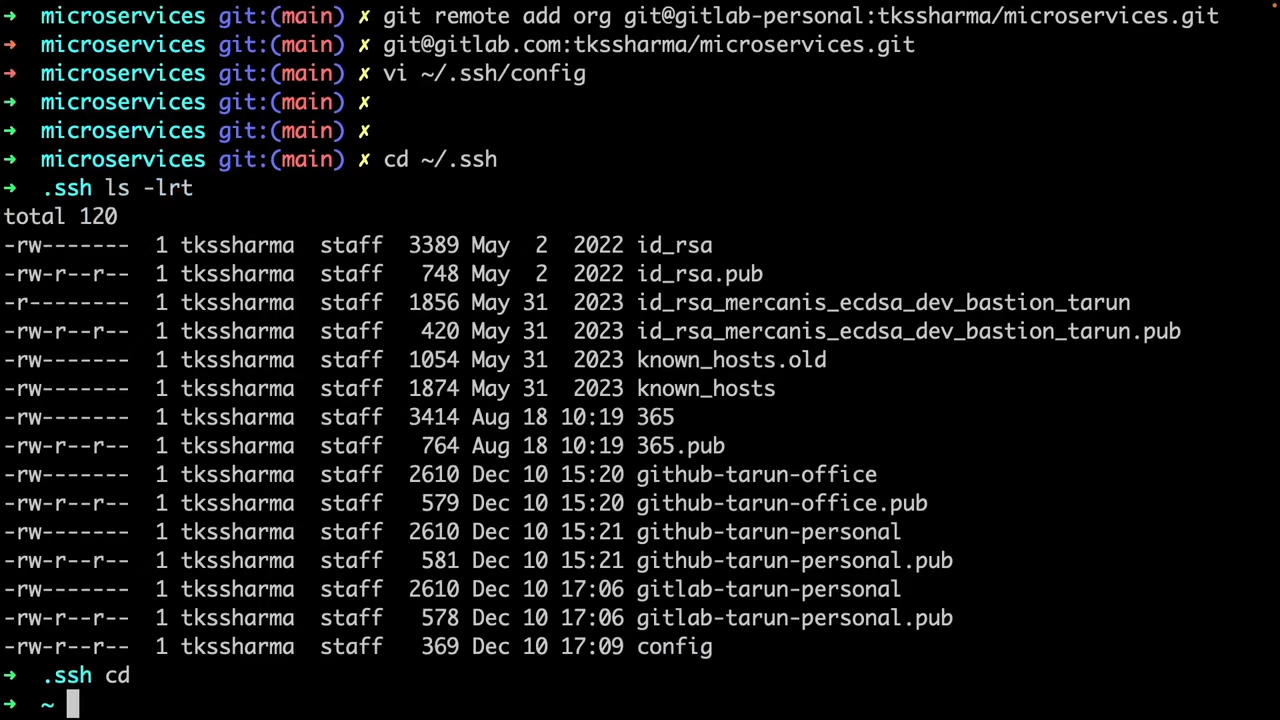 ➜  microservices git:(main) ✗ git remote add org git@gitlab-personal:tkssharma/microservices.git
➜  microservices git:(main) ✗ git@gitlab.com:tkssharma/microservices.git
➜  microservices git:(main) ✗ vi ~/.ssh/config
➜  microservices git:(main) ✗
➜  microservices git:(main) ✗
➜  microservices git:(main) ✗ cd ~/.ssh
➜  .ssh ls -lrt
total 120
-rw-------  1 tkssharma  staff  3389 May  2  2022 id_rsa
-rw-r--r--  1 tkssharma  staff   748 May  2  2022 id_rsa.pub
-r--------  1 tkssharma  staff  1856 May 31  2023 id_rsa_mercanis_ecdsa_dev_bastion_tarun
-rw-r--r--  1 tkssharma  staff   420 May 31  2023 id_rsa_mercanis_ecdsa_dev_bastion_tarun.pub
-rw-------  1 tkssharma  staff  1054 May 31  2023 known_hosts.old
-rw-------  1 tkssharma  staff  1874 May 31  2023 known_hosts
-rw-------  1 tkssharma  staff  3414 Aug 18 10:19 365
-rw-r--r--  1 tkssharma  staff   764 Aug 18 10:19 365.pub
-rw-------  1 tkssharma  staff  2610 Dec 10 15:20 github-tarun-office
-rw-r--r--  1 tkssharma  staff   579 Dec 10 15:20 github-tarun-office.pub
-rw-------  1 tkssharma  staff  2610 Dec 10 15:21 github-tarun-personal
-rw-r--r--  1 tkssharma  staff   581 Dec 10 15:21 github-tarun-personal.pub
-rw-------  1 tkssharma  staff  2610 Dec 10 17:06 gitlab-tarun-personal
-rw-r--r--  1 tkssharma  staff   578 Dec 10 17:06 gitlab-tarun-personal.pub
-rw-r--r--  1 tkssharma  staff   369 Dec 10 17:09 config
➜  .ssh cd
➜  ~